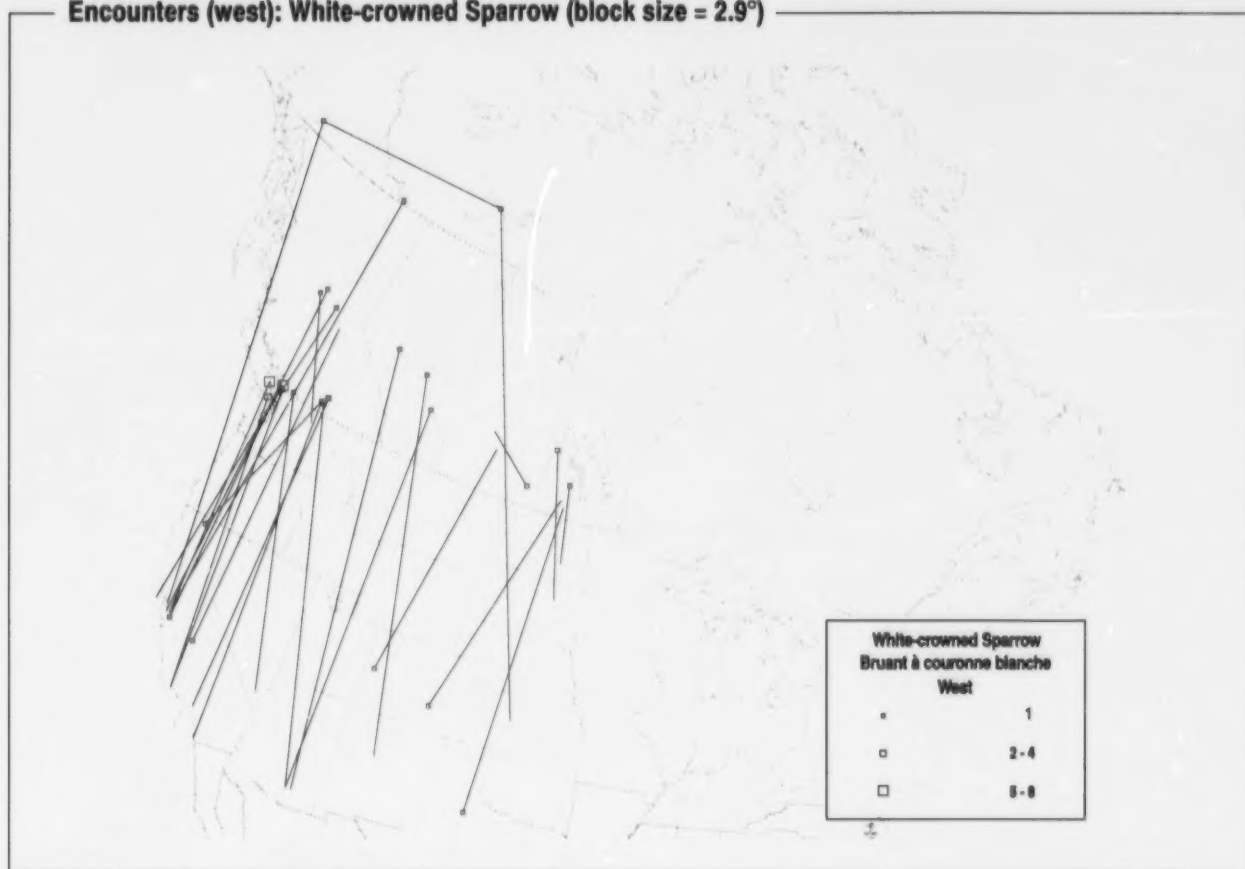 Encounters (west): White-crowned Sparrow (block size = 2.9°)
White-crowned Sparrow
Bruant à couronne blanche
West
1
2 - 4
5 - 8